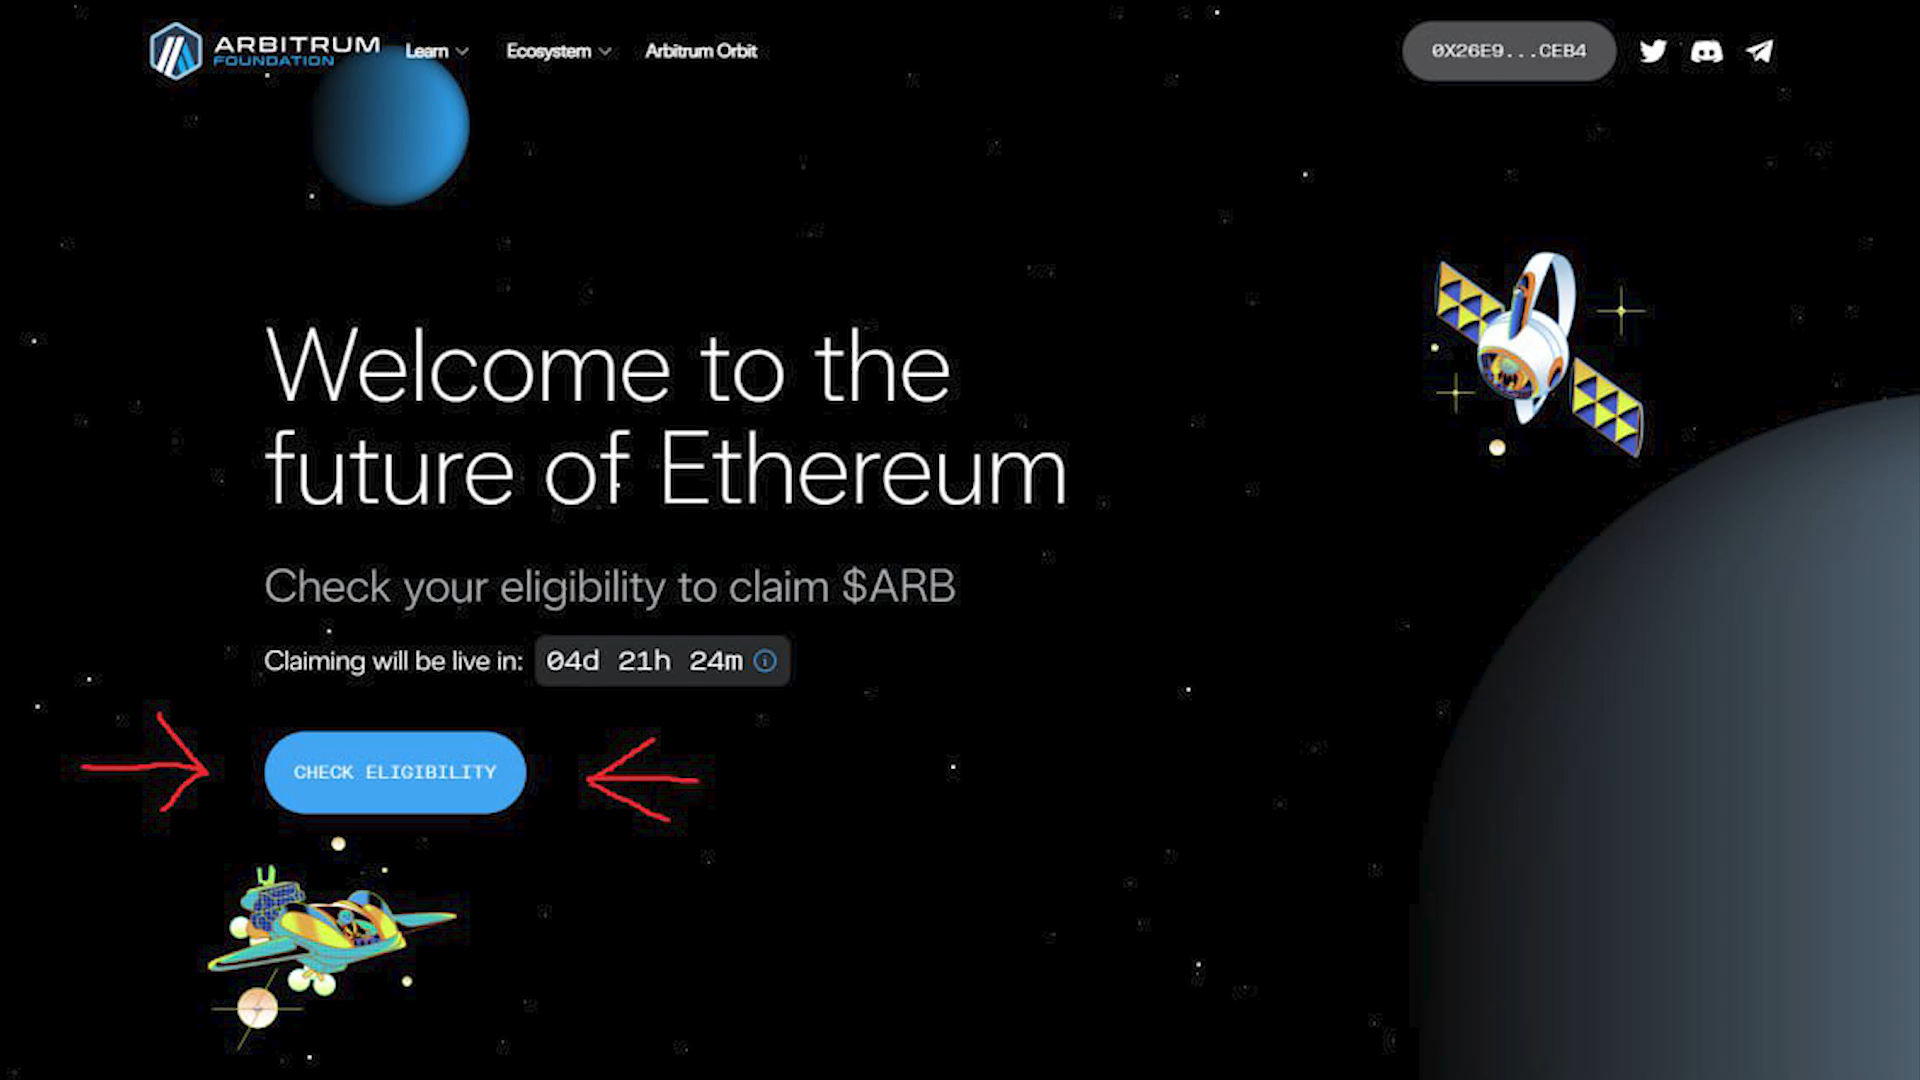 ARBITRUM
FOUNDATION
Learn
Ecosystem
Arbitrum Orbit
0X26E9...CEB4
Welcome to the
future of Ethereum
Check your eligibility to claim $ARB
Claiming will be live in: 04d 21h 24m
CHECK ELIGIBILITY